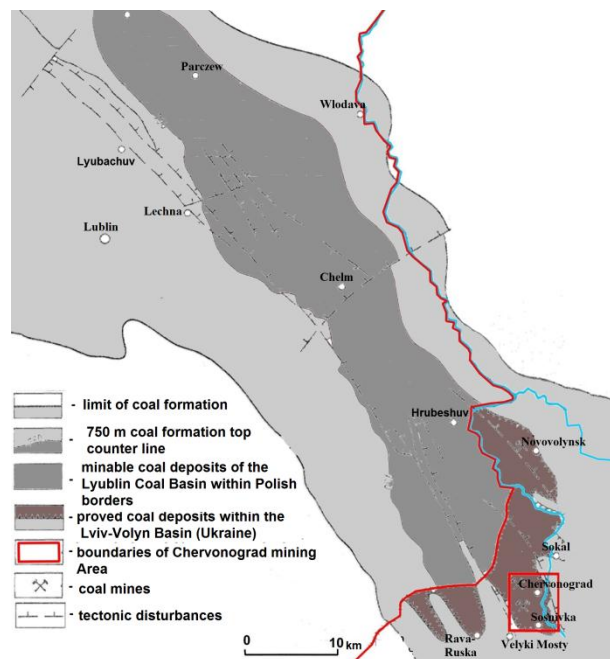 Parczew
Wlodava
Lyubachuv
Lechna
Lublin
Chelm
Hrubeshuv
Novovolynsk
Sokal
Chervonograd
Sosnivka
Rava-
Ruska
Velyki Mosty
- limit of coal formation
- 750 m coal formation top
counter line
minable coal deposits of the
- Lyublin Coal Basin within Polish
borders
- proved coal deposits within the
Lviv-Volyn Basin (Ukraine)
- boundaries of Chervonograd mining
Area
- coal mines
- tectonic disturbances
0 10
km